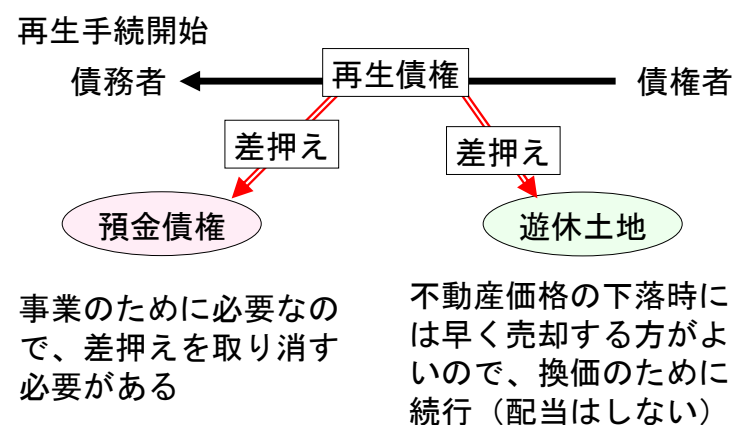 再生手続開始
債務者
再生債権
債権者
差押え
差押え
預金債権
遊休土地
事業のために必要なの
で、差押えを取り消す
必要がある
不動産価格の下落時に
は早く売却する方がよ
いので、換価のために
続行（配当はしない）